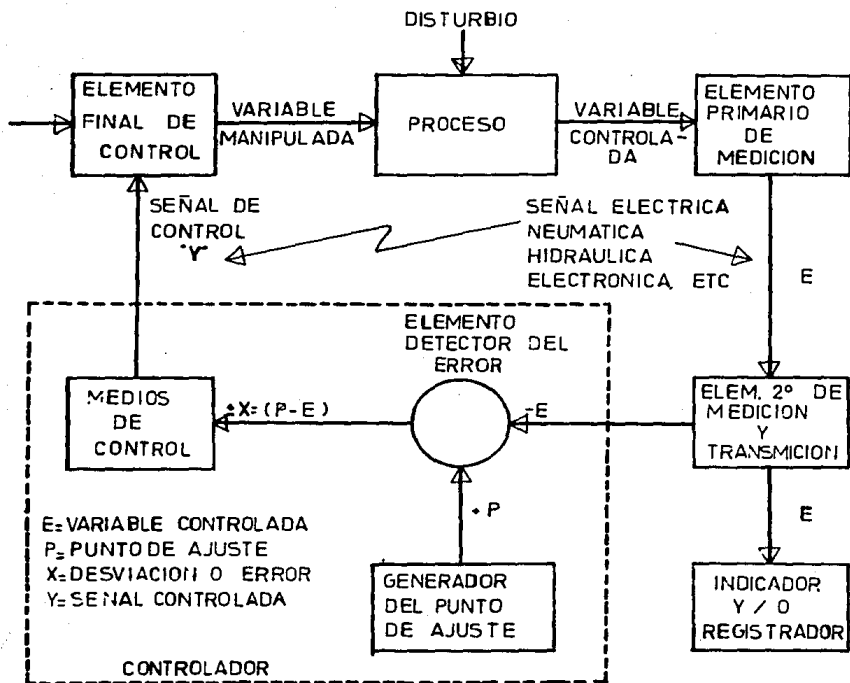 DISTURBIO
ELEMENTO
FINAL DE
CONTROL
VARIABLE
MANIPULADA
PROCESO
VARIABLE
CONTROLA-
DA
ELEMENTO
PRIMARIO
DE
MEDICION
SEÑAL DE
CONTROL
"Y"
SEÑAL ELECTRICA
NEUMATICA
HIDRAULICA
ELECTRONICA, ETC
E
ELEMENTO
DETECTOR DEL
ERROR
MEDIOS
DE
CONTROL
±X=(P-E)
-E
ELEM. 2º DE
MEDICION
Y
TRANSMICION
+P
E
E=VARIABLE CONTROLADA
P=PUNTO DE AJUSTE
X=DESVIACION O ERROR
Y=SEÑAL CONTROLADA
GENERADOR
DEL PUNTO
DE AJUSTE
INDICADOR
Y / O
REGISTRADOR
CONTROLADOR